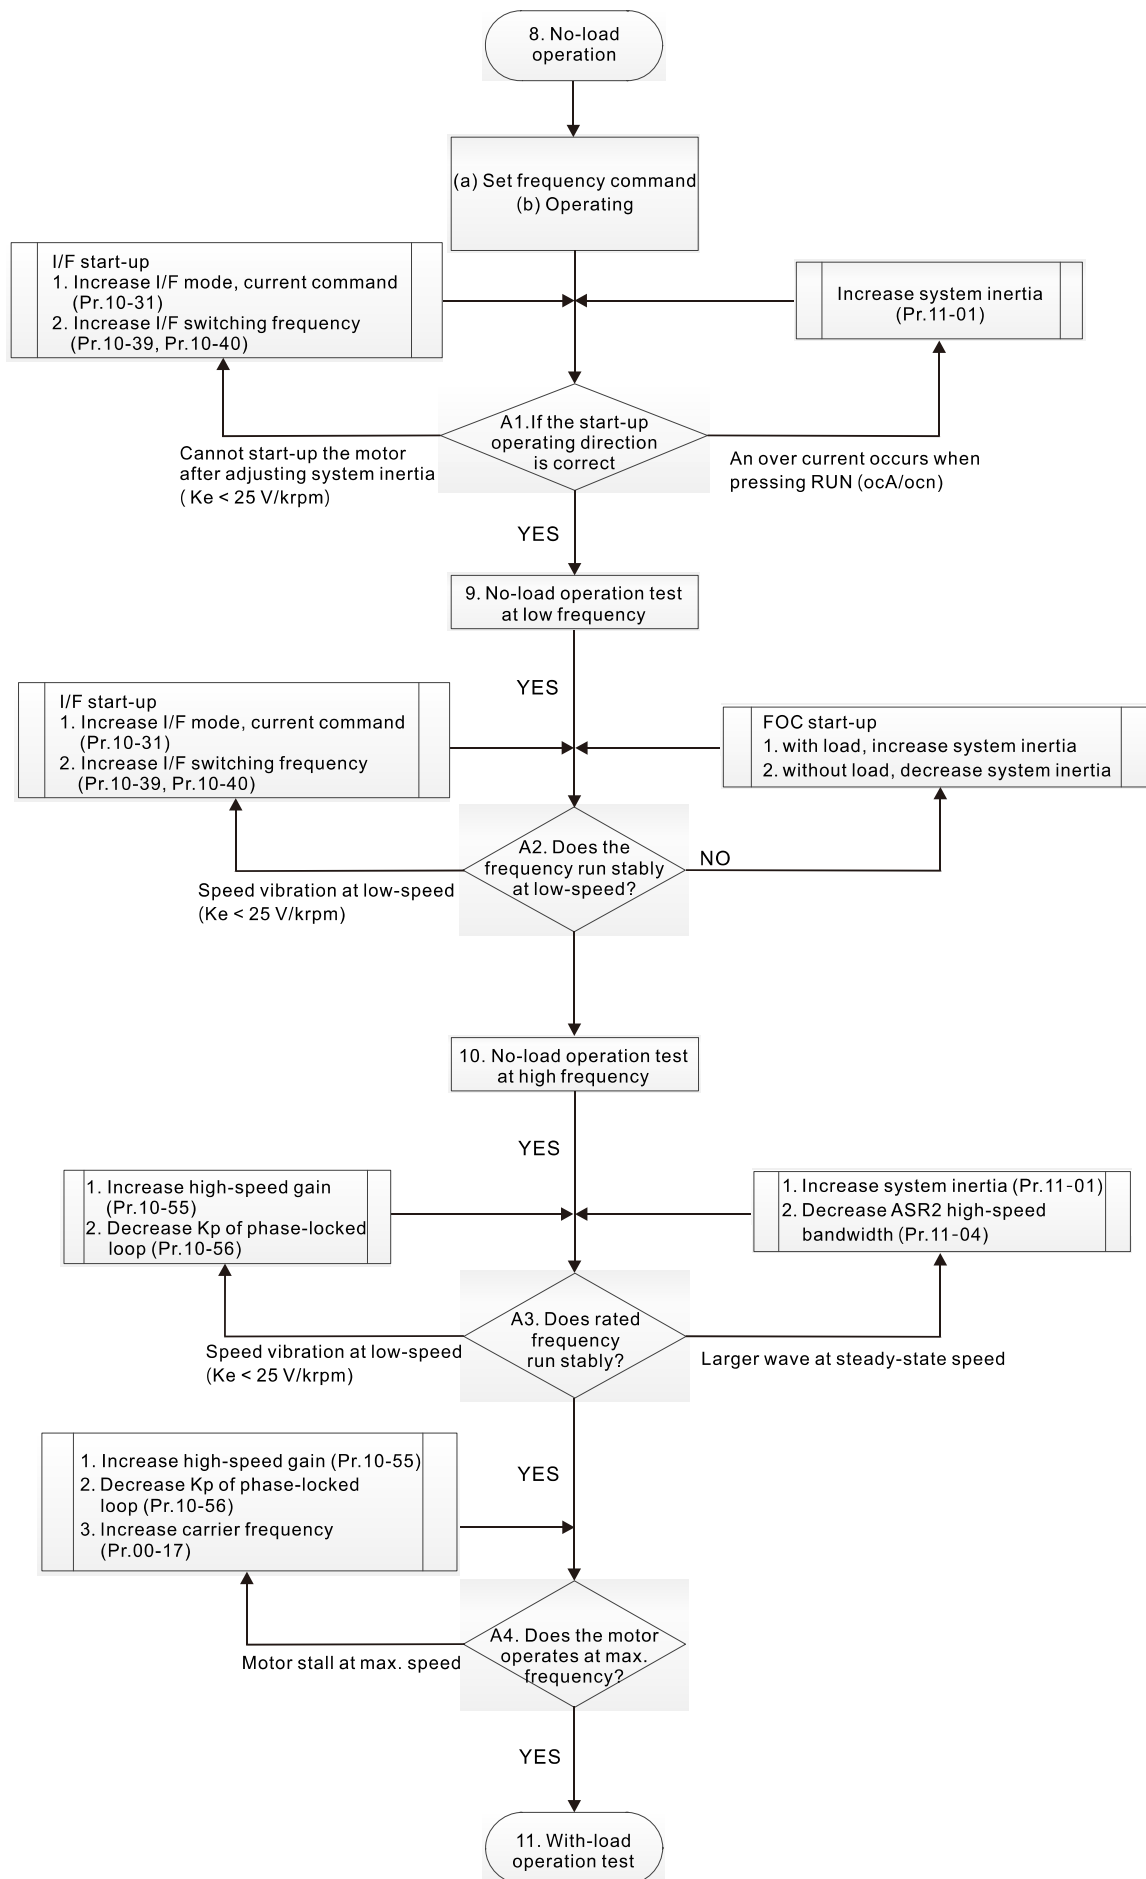 8. No-load
operation
(a) Set frequency command
(b) Operating
I/F start-up
1. Increase I/F mode, current command
(Pr.10-31)
2. Increase I/F switching frequency
(Pr.10-39, Pr.10-40)
Increase system inertia
(Pr.11-01)
A1.If the start-up
operating direction
is correct
Cannot start-up the motor
after adjusting system inertia
( Ke < 25 V/krpm)
An over current occurs when
pressing RUN (ocA/ocn)
YES
9. No-load operation test
at low frequency
YES
I/F start-up
1. Increase I/F mode, current command
(Pr.10-31)
2. Increase I/F switching frequency
(Pr.10-39, Pr.10-40)
FOC start-up
1. with load, increase system inertia
2. without load, decrease system inertia
A2. Does the
frequency run stably
at low-speed?
NO
Speed vibration at low-speed
(Ke < 25 V/krpm)
10. No-load operation test
at high frequency
YES
1. Increase high-speed gain
(Pr.10-55)
2. Decrease Kp of phase-locked
loop (Pr.10-56)
1. Increase system inertia (Pr.11-01)
2. Decrease ASR2 high-speed
bandwidth (Pr.11-04)
A3. Does rated
frequency
run stably?
Speed vibration at low-speed
(Ke < 25 V/krpm)
Larger wave at steady-state speed
YES
1. Increase high-speed gain (Pr.10-55)
2. Decrease Kp of phase-locked
loop (Pr.10-56)
3. Increase carrier frequency
(Pr.00-17)
A4. Does the motor
operates at max.
frequency?
Motor stall at max. speed
YES
11. With-load
operation test